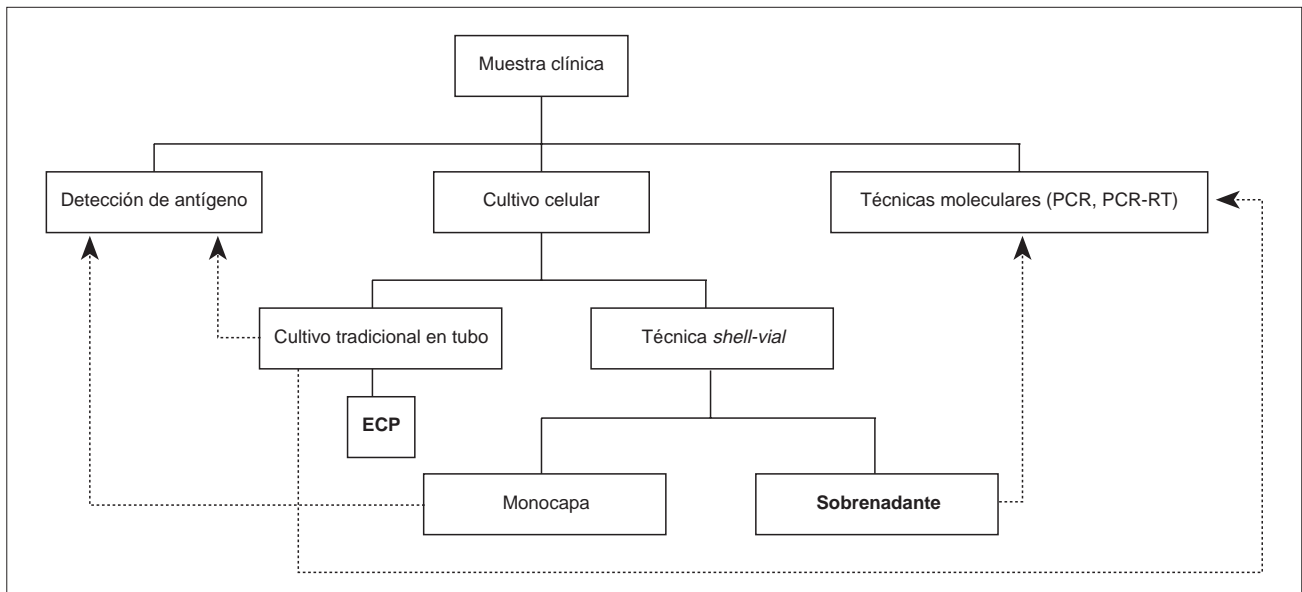 Muestra clínica
Detección de antígeno
Cultivo celular
Técnicas moleculares (PCR, PCR-RT)
Cultivo tradicional en tubo
Técnica shell-vial
ECP
Monocapa
Sobrenadante